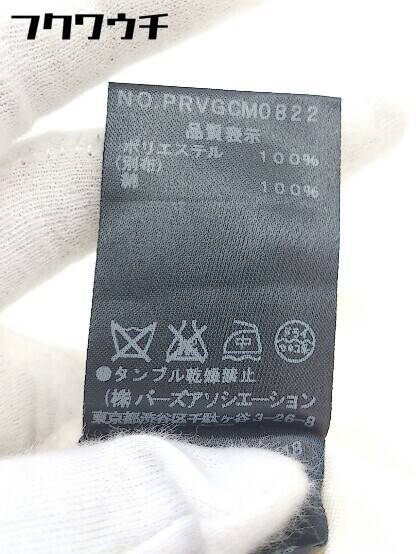 フクワウチ
NO.PRVGCM0822
品質表示
ポリエステル 100%
(別布)
綿 100%
中
●タンブル乾燥禁止
(株)バーズアソシエーション
東京都渋谷区千駄ヶ谷3-26-8